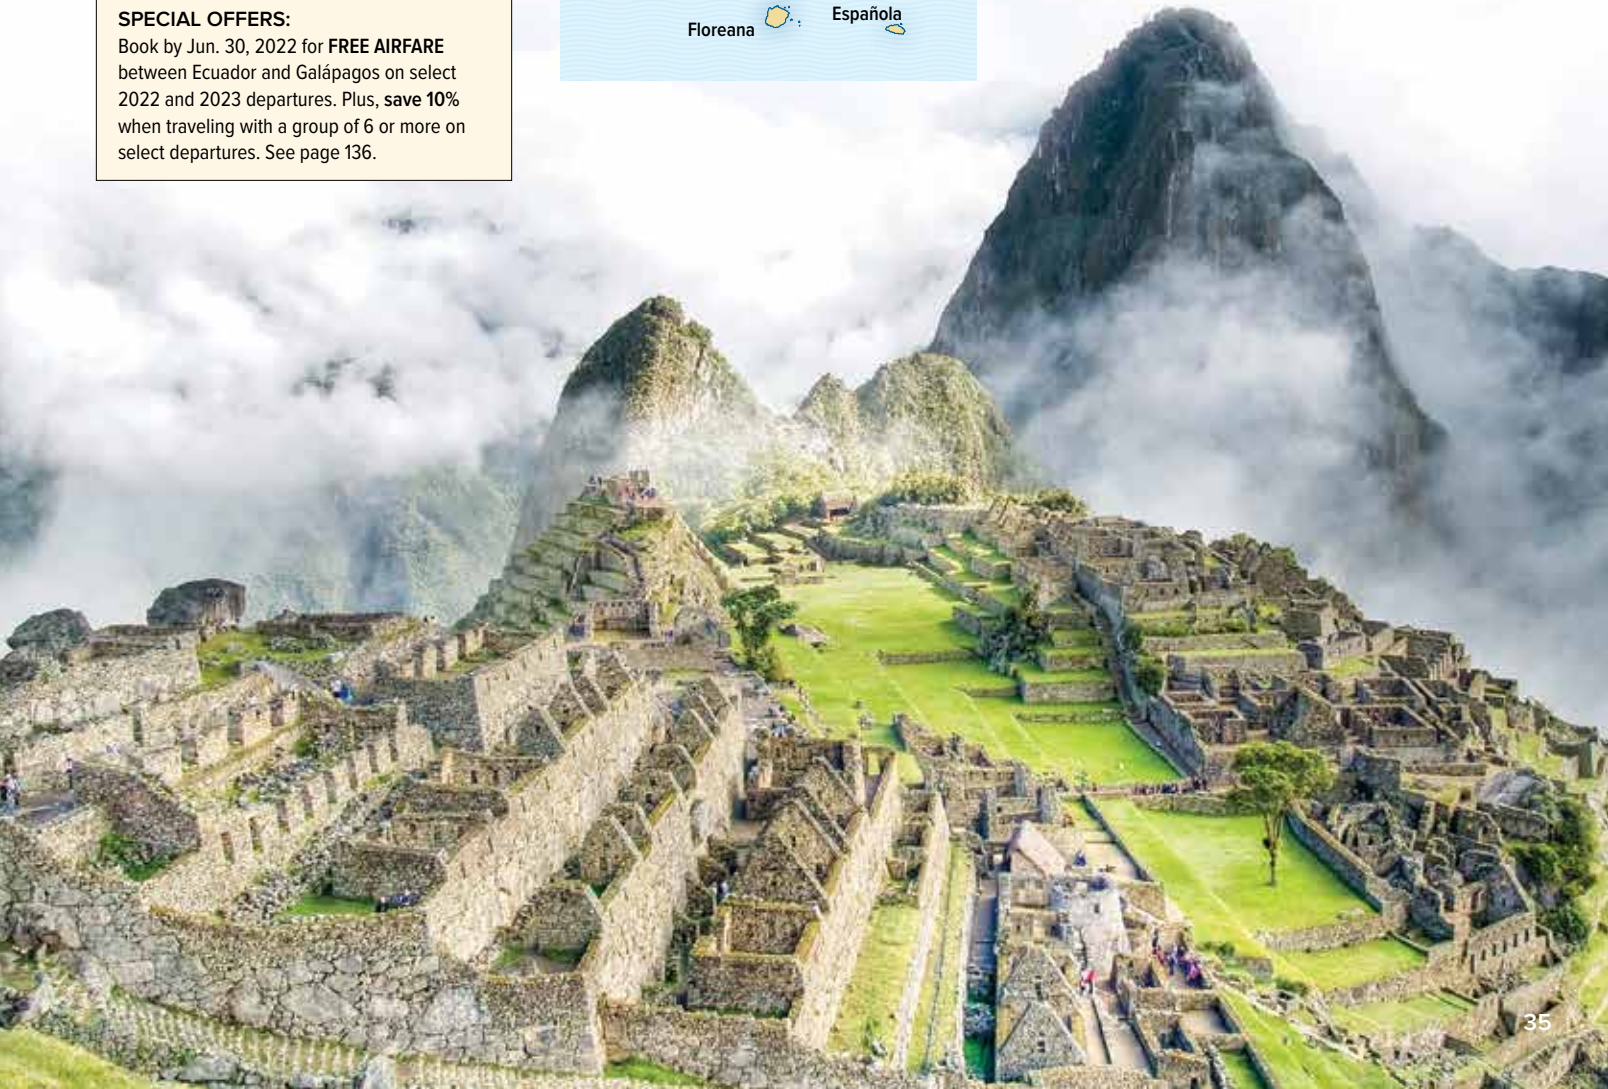 SPECIAL OFFERS:
Book by Jun. 30, 2022 for FREE AIRFARE
between Ecuador and Galápagos on select
2022 and 2023 departures. Plus, save 10%
when traveling with a group of 6 or more on
select departures. See page 136.
Floreana
Española
35